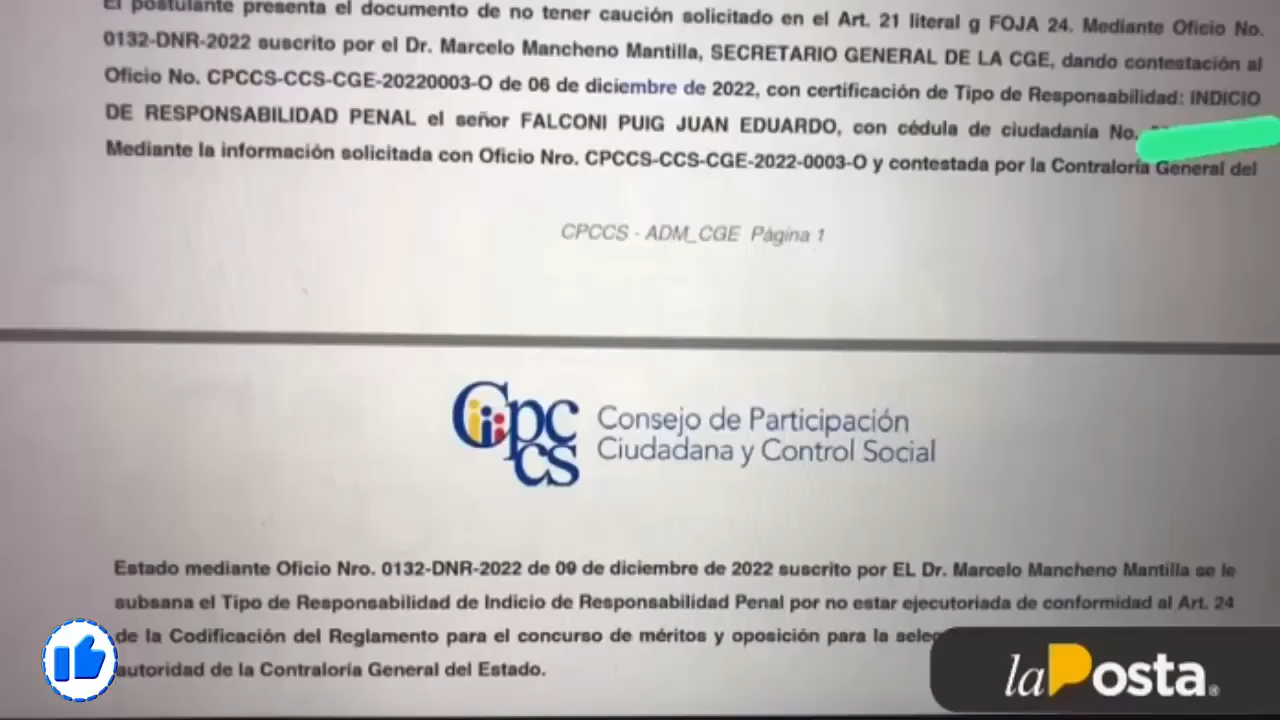 El postulante presenta el documento de no tener caución solicitado en el Art. 21 literal g FOJA 24. Mediante Oficio No.
0132-DNR-2022 suscrito por el Dr. Marcelo Mancheno Mantilla, SECRETARIO GENERAL DE LA CGE, dando contestación al
Oficio No. CPCCS-CCS-CGE-20220003-O de 06 de diciembre de 2022, con certificación de Tipo de Responsabilidad: INDICIO
DE RESPONSABILIDAD PENAL el señor FALCONI PUIG JUAN EDUARDO, con cédula de ciudadanía No.
Mediante la información solicitada con Oficio Nro. CPCCS-CCS-CGE-2022-0003-O y contestada por la Contraloría General del
CPCCS - ADM_CGE Página 1
Cpccs
Consejo de Participación
Ciudadana y Control Social
Estado mediante Oficio Nro. 0132-DNR-2022 de 09 de diciembre de 2022 suscrito por EL Dr. Marcelo Mancheno Mantilla se le
subsana el Tipo de Responsabilidad de Indicio de Responsabilidad Penal por no estar ejecutoriada de conformidad al Art. 24
de la Codificación del Reglamento para el concurso de méritos y oposición para la
autoridad de la Contraloría General del Estado.
la Posta®